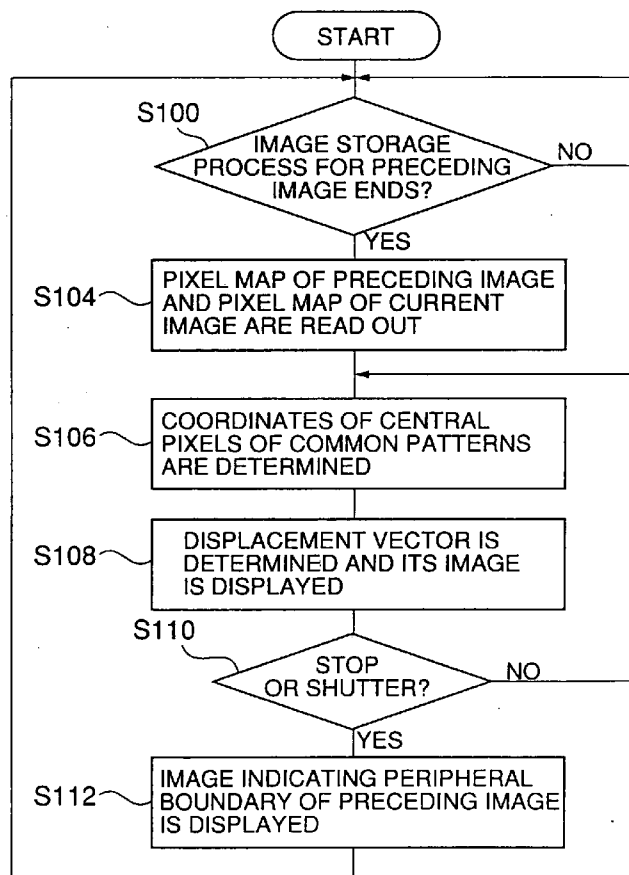 START
S100
IMAGE STORAGE
PROCESS FOR PRECEDING
IMAGE ENDS?
NO
YES
S104
PIXEL MAP OF PRECEDING IMAGE
AND PIXEL MAP OF CURRENT
IMAGE ARE READ OUT
S106
COORDINATES OF CENTRAL
PIXELS OF COMMON PATTERNS
ARE DETERMINED
S108
DISPLACEMENT VECTOR IS
DETERMINED AND ITS IMAGE
IS DISPLAYED
S110
STOP
OR SHUTTER?
NO
YES
S112
IMAGE INDICATING PERIPHERAL
BOUNDARY OF PRECEDING IMAGE
IS DISPLAYED